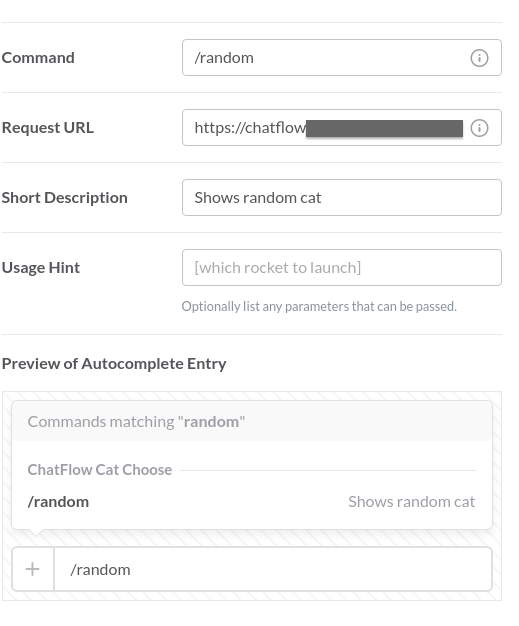 Command
/random
Request URL
https://chatflow
Short Description
Shows random cat
Usage Hint
[which rocket to launch]
Optionally list any parameters that can be passed.
Preview of Autocomplete Entry
Commands matching "random"
ChatFlow Cat Choose
/random Shows random cat
/random